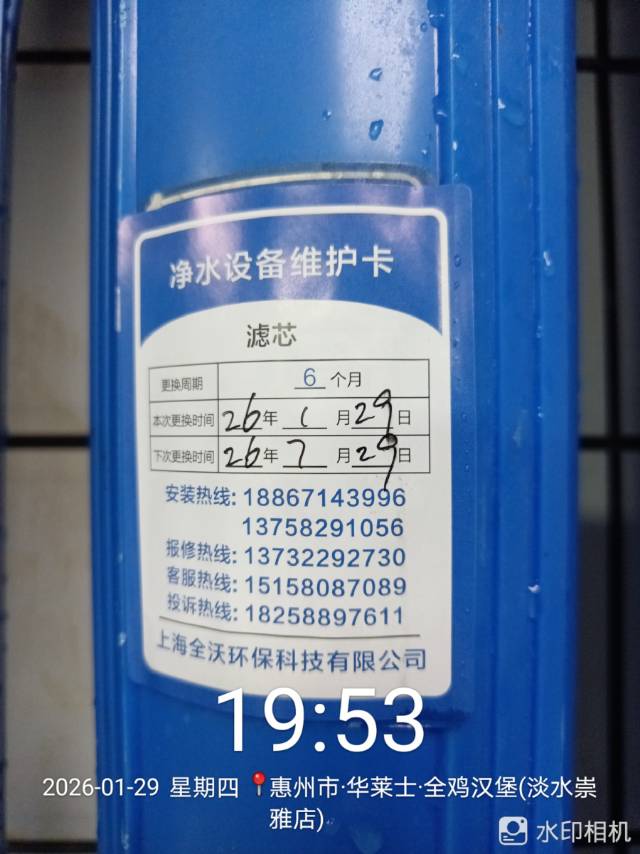 净水设备维护卡
滤芯
更换周期 6 个月
本次更换时间 26年 1 月 29 日
下次更换时间 26年 7 月 29 日
安装热线: 18867143996
13758291056
报修热线: 13732292730
客服热线: 15158087089
投诉热线: 18258897611
上海全沃环保科技有限公司
19:53
2026-01-29 星期四 📍惠州市·华莱士·全鸡汉堡(淡水崇
雅店)
水印相机